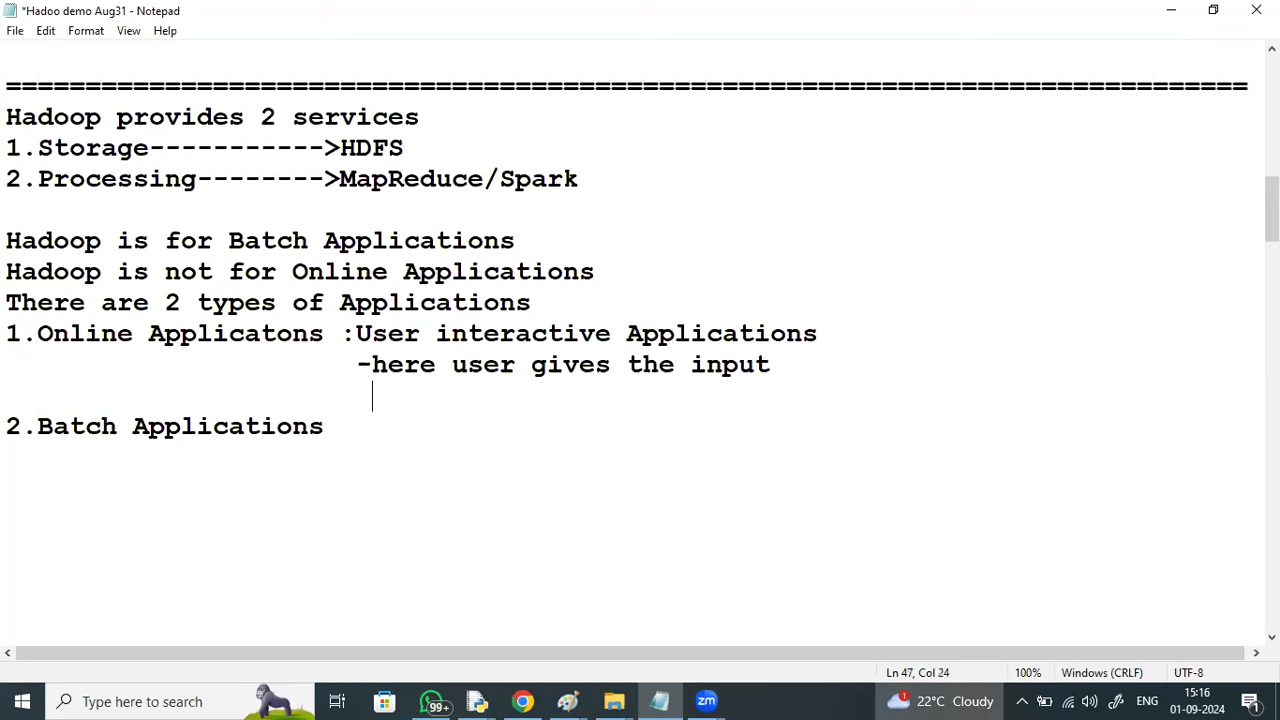 *Hadoo demo Aug31 - Notepad
File Edit Format View Help
==============================================================================
Hadoop provides 2 services
1.Storage----------->HDFS
2.Processing-------->MapReduce/Spark
Hadoop is for Batch Applications
Hadoop is not for Online Applications
There are 2 types of Applications
1.Online Applicatons :User interactive Applications
-here user gives the input
2.Batch Applications
Ln 47, Col 24 100% Windows (CRLF) UTF-8
Type here to search 99+ zm 1 22°C Cloudy ENG 15:16
01-09-2024 1